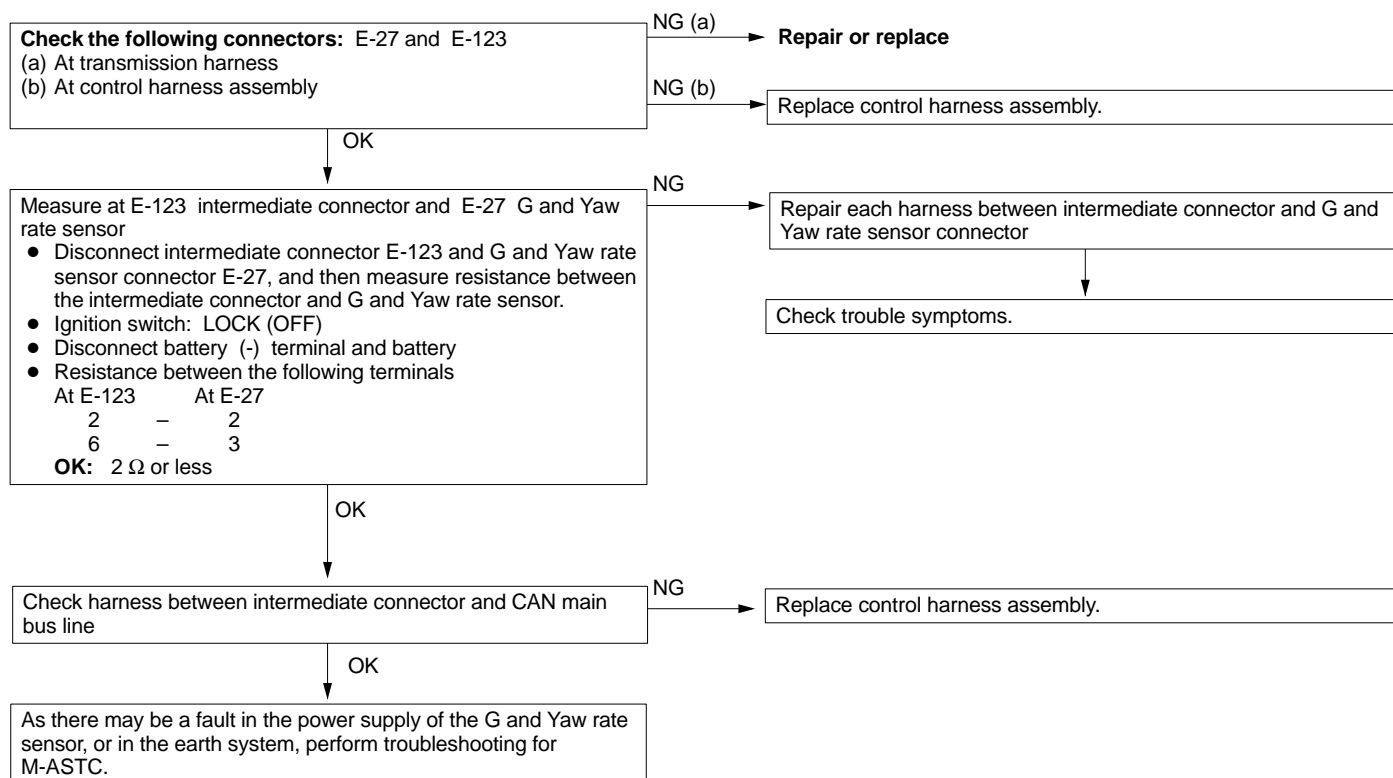 Check the following connectors: E-27 and E-123
(a) At transmission harness
(b) At control harness assembly
NG (a)
Repair or replace
NG (b)
Replace control harness assembly.
OK
Measure at E-123 intermediate connector and E-27 G and Yaw
rate sensor
● Disconnect intermediate connector E-123 and G and Yaw rate
sensor connector E-27, and then measure resistance between
the intermediate connector and G and Yaw rate sensor.
● Ignition switch: LOCK (OFF)
● Disconnect battery (-) terminal and battery
● Resistance between the following terminals
At E-123 At E-27
2 – 2
6 – 3
OK: 2 Ω or less
NG
Repair each harness between intermediate connector and G and
Yaw rate sensor connector
Check trouble symptoms.
OK
Check harness between intermediate connector and CAN main
bus line
NG
Replace control harness assembly.
OK
As there may be a fault in the power supply of the G and Yaw rate
sensor, or in the earth system, perform troubleshooting for
M-ASTC.